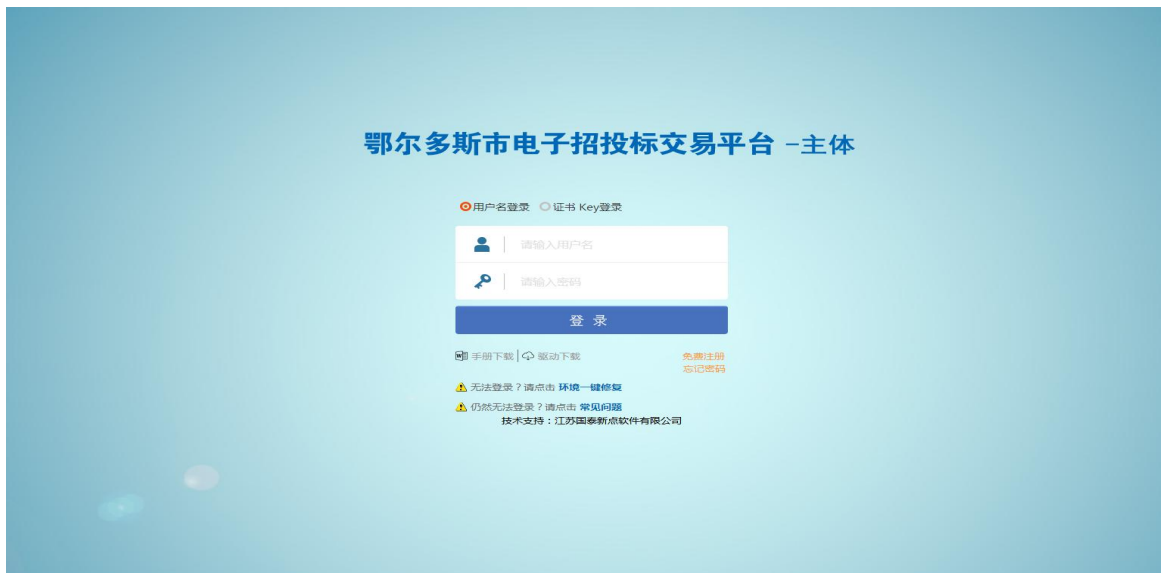 鄂尔多斯市电子招投标交易平台 -主体
用户名登录 证书 Key登录
请输入用户名
请输入密码
登 录
手册下载 驱动下载 免费注册
忘记密码
无法登录？请点击 环境一键修复
仍然无法登录？请点击 常见问题
技术支持：江苏国泰新点软件有限公司